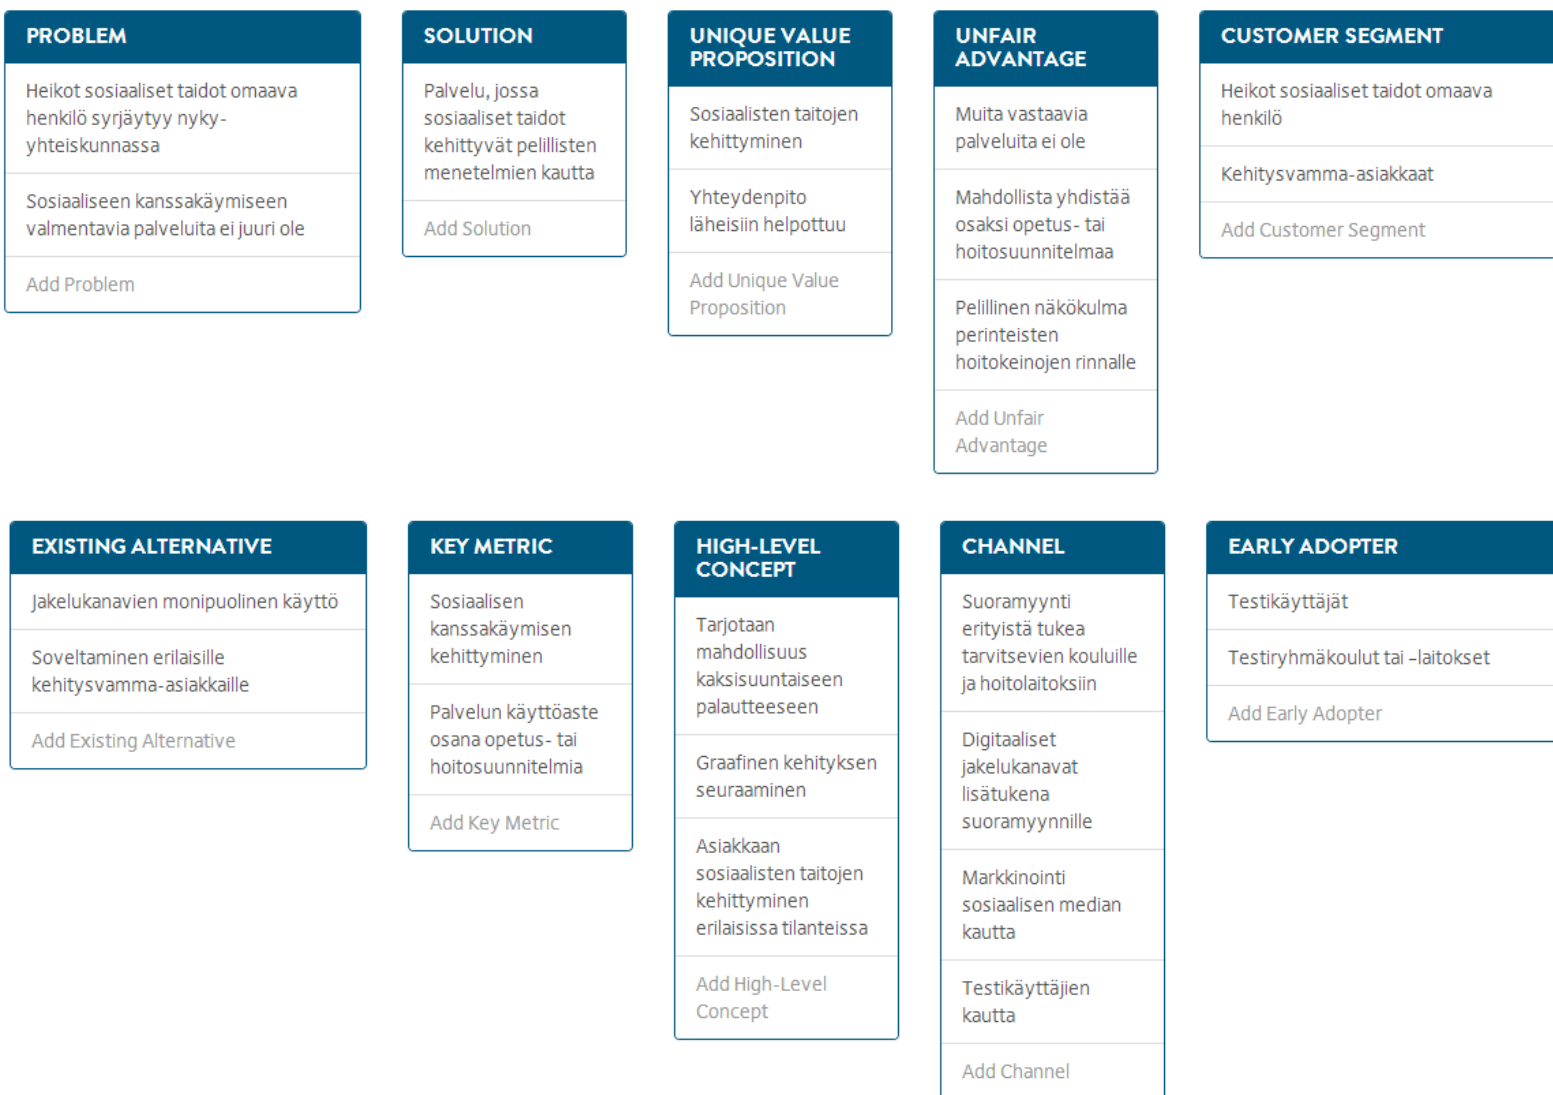 PROBLEM
Heikot sosiaaliset taidot omaava
henkilö syrjäytyy nyky-
yhteiskunnassa
Sosiaaliseen kanssakäymiseen
valmentavia palveluita ei juuri ole
Add Problem
SOLUTION
Palvelu, jossa
sosiaaliset taidot
kehittyvät pelillisten
menetelmien kautta
Add Solution
UNIQUE VALUE
PROPOSITION
Sosiaalisten taitojen
kehittyminen
Yhteydenpito
läheisiin helpottuu
Add Unique Value
Proposition
UNFAIR
ADVANTAGE
Muita vastaavia
palveluita ei ole
Mahdollista yhdistää
osaksi opetus- tai
hoitosuunnitelmaa
Pelillinen näkökulma
perinteisten
hoitokeinojen rinnalle
Add Unfair
Advantage
CUSTOMER SEGMENT
Heikot sosiaaliset taidot omaava
henkilö
Kehitysvamma-asiakkaat
Add Customer Segment
EXISTING ALTERNATIVE
Jakelukanavien monipuolinen käyttö
Soveltaminen erilaisille
kehitysvamma-asiakkaille
Add Existing Alternative
KEY METRIC
Sosiaalisen
kanssakäymisen
kehittyminen
Palvelun käyttöaste
osana opetus- tai
hoitosuunnitelmia
Add Key Metric
HIGH-LEVEL
CONCEPT
Tarjotaan
mahdollisuus
kaksisuuntaiseen
palautteeseen
Graafinen kehityksen
seuraaminen
Asiakkaan
sosiaalisten taitojen
kehittyminen
erilaisissa tilanteissa
Add High-Level
Concept
CHANNEL
Suoramyynti
erityistä tukea
tarvitsevien kouluille
ja hoitolaitoksiin
Digitaaliset
jakelukanavat
lisätukena
suoramyynnille
Markkinointi
sosiaalisen median
kautta
Testikäyttäjien
kautta
Add Channel
EARLY ADOPTER
Testikäyttäjät
Testiryhmäkoulut tai –laitokset
Add Early Adopter